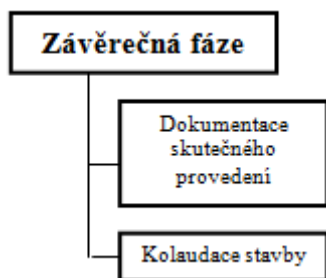 Závěrečná fáze
Dokumentace
skutečného
provedení
Kolaudace stavby